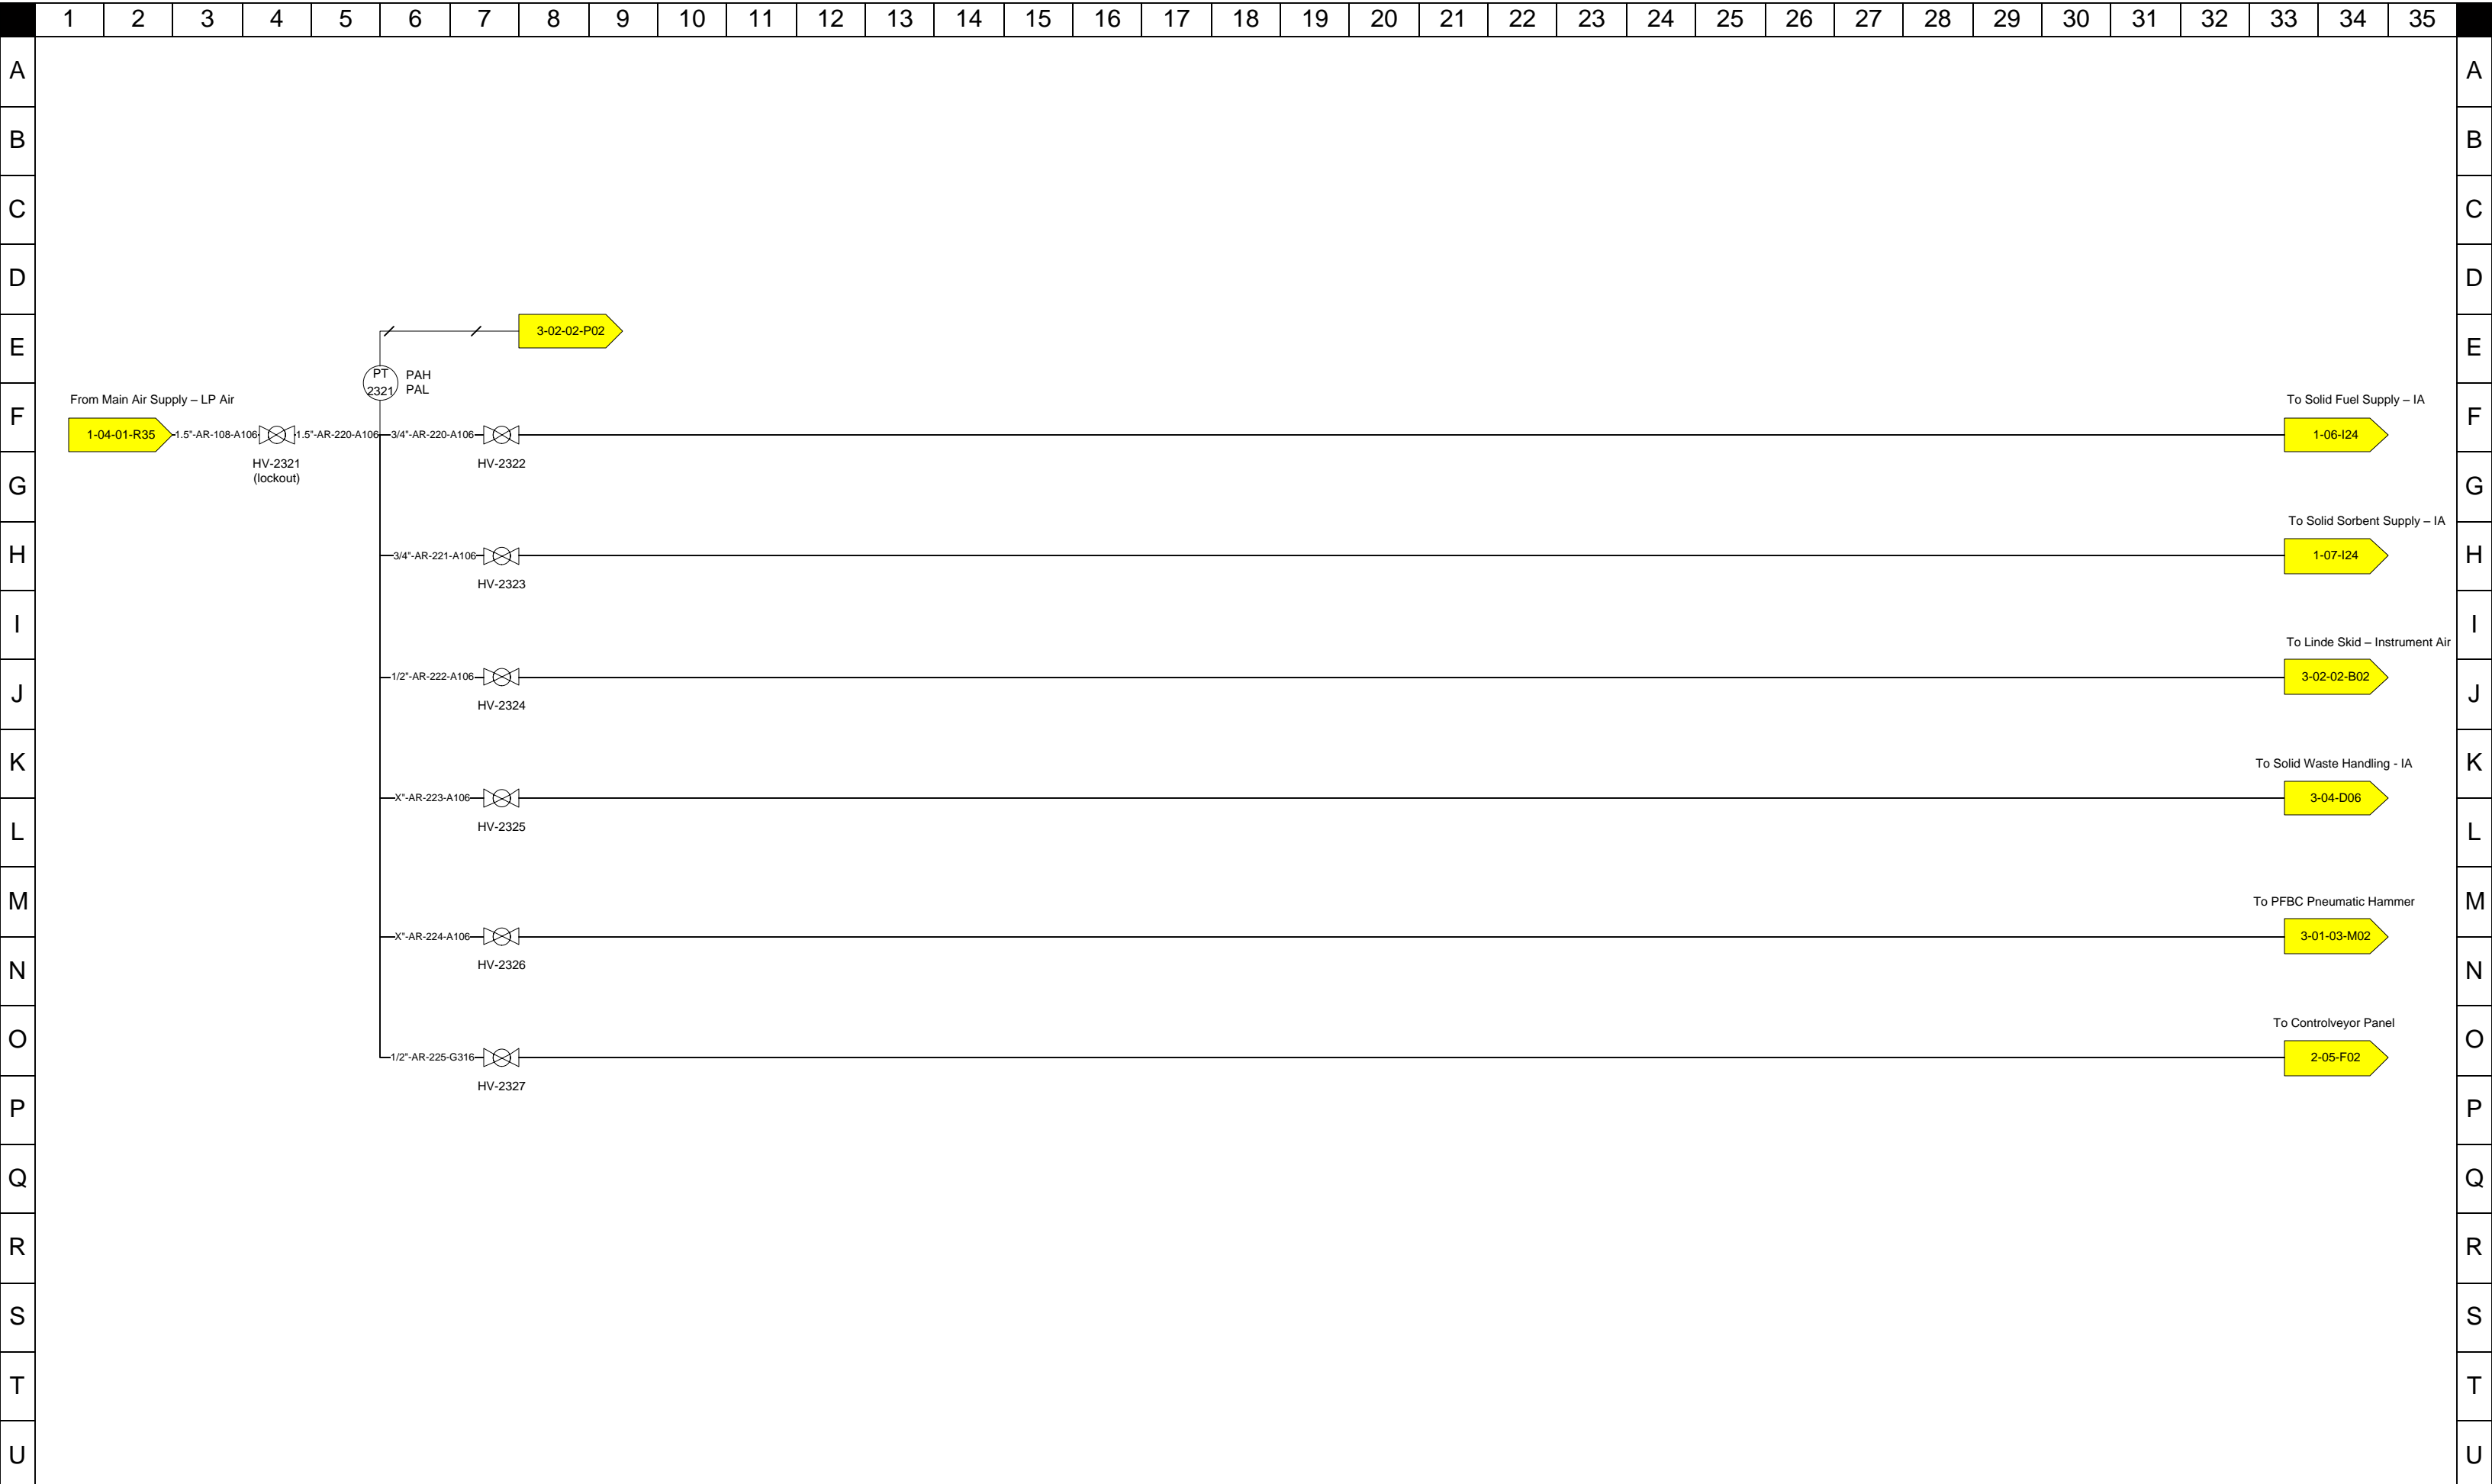 1 2 3 4 5 6 7 8 9 10 11 12 13 14 15 16 17 18 19 20 21 22 23 24 25 26 27 28 29 30 31 32 33 34 35
A A
B B
C C
D D
E 3-02-02-P02 E
PT
2321
PAH
PAL
From Main Air Supply – LP Air
To Solid Fuel Supply – IA
F 1-04-01-R35 1.5"-AR-108-A106 1.5"-AR-220-A106 3/4"-AR-220-A106 1-06-I24 F
HV-2321
(lockout)
HV-2322
G G
To Solid Sorbent Supply – IA
H 3/4"-AR-221-A106 1-07-I24 H
HV-2323
I I
To Linde Skid – Instrument Air
J 1/2"-AR-222-A106 3-02-02-B02 J
HV-2324
K K
To Solid Waste Handling - IA
X"-AR-223-A106 3-04-D06
HV-2325
L L
M M
To PFBC Pneumatic Hammer
X"-AR-224-A106 3-01-03-M02
HV-2326
N N
To Controlveyor Panel
O O
1/2"-AR-225-G316 2-05-F02
HV-2327
P P
Q Q
R R
S S
T T
U U